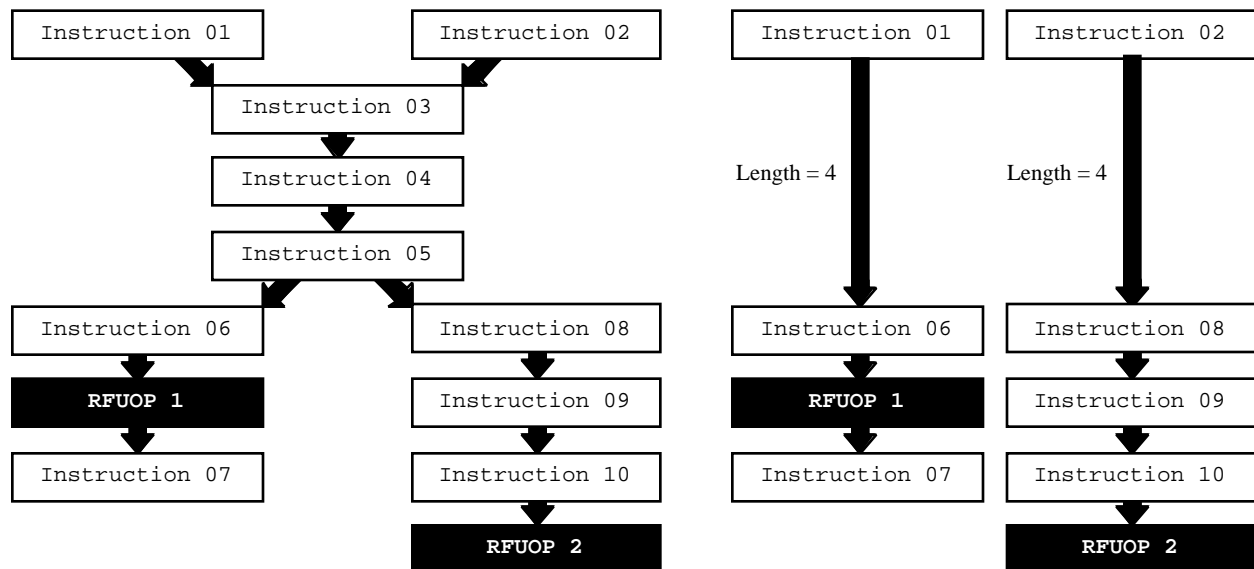 Instruction 01
Instruction 02
Instruction 03
Instruction 04
Instruction 05
Instruction 06
Instruction 08
RFUOP 1
Instruction 09
Instruction 07
Instruction 10
RFUOP 2
Instruction 01
Instruction 02
Length = 4
Length = 4
Instruction 06
Instruction 08
RFUOP 1
Instruction 09
Instruction 07
Instruction 10
RFUOP 2